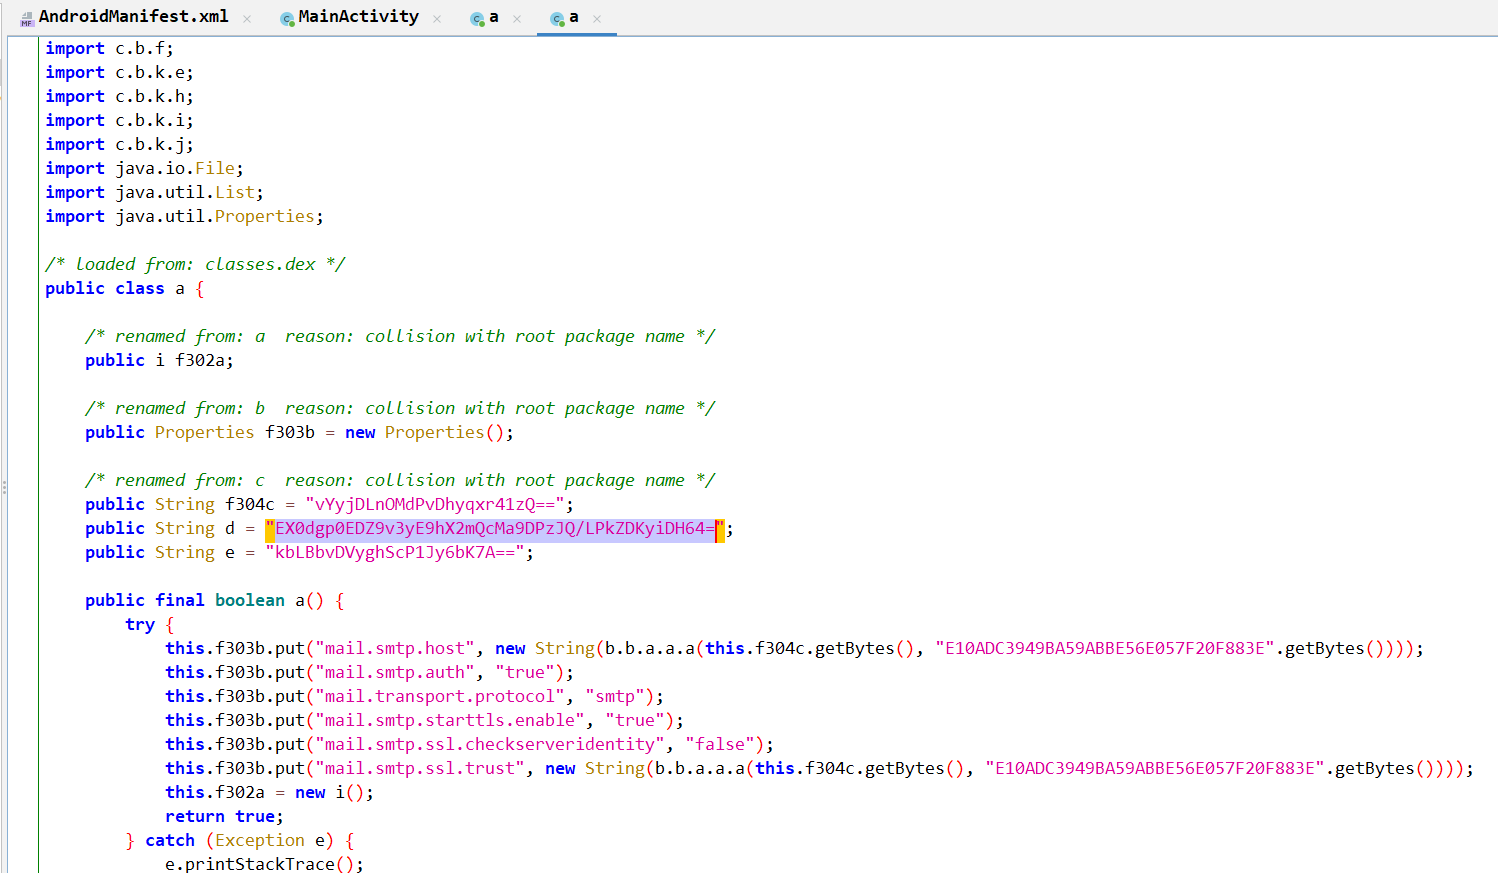 AndroidManifest.xml × MainActivity × a × a ×
import c.b.f;
import c.b.k.e;
import c.b.k.h;
import c.b.k.i;
import c.b.k.j;
import java.io.File;
import java.util.List;
import java.util.Properties;
/* loaded from: classes.dex */
public class a {
/* renamed from: a  reason: collision with root package name */
public i f302a;
/* renamed from: b  reason: collision with root package name */
public Properties f303b = new Properties();
/* renamed from: c  reason: collision with root package name */
public String f304c = "vYyjDLnOMdPvDhyqxr41zQ==";
public String d = "EX0dgp0EDZ9v3yE9hX2mQcMa9DPzJQ/LPkZDKyiDH64=";
public String e = "kbLBbvDVyghScP1Jy6bK7A==";
public final boolean a() {
try {
this.f303b.put("mail.smtp.host", new String(b.b.a.a.a(this.f304c.getBytes(), "E10ADC3949BA59ABBE56E057F20F883E".getBytes())));
this.f303b.put("mail.smtp.auth", "true");
this.f303b.put("mail.transport.protocol", "smtp");
this.f303b.put("mail.smtp.starttls.enable", "true");
this.f303b.put("mail.smtp.ssl.checkserveridentity", "false");
this.f303b.put("mail.smtp.ssl.trust", new String(b.b.a.a.a(this.f304c.getBytes(), "E10ADC3949BA59ABBE56E057F20F883E".getBytes())));
this.f302a = new i();
return true;
} catch (Exception e) {
e.printStackTrace();